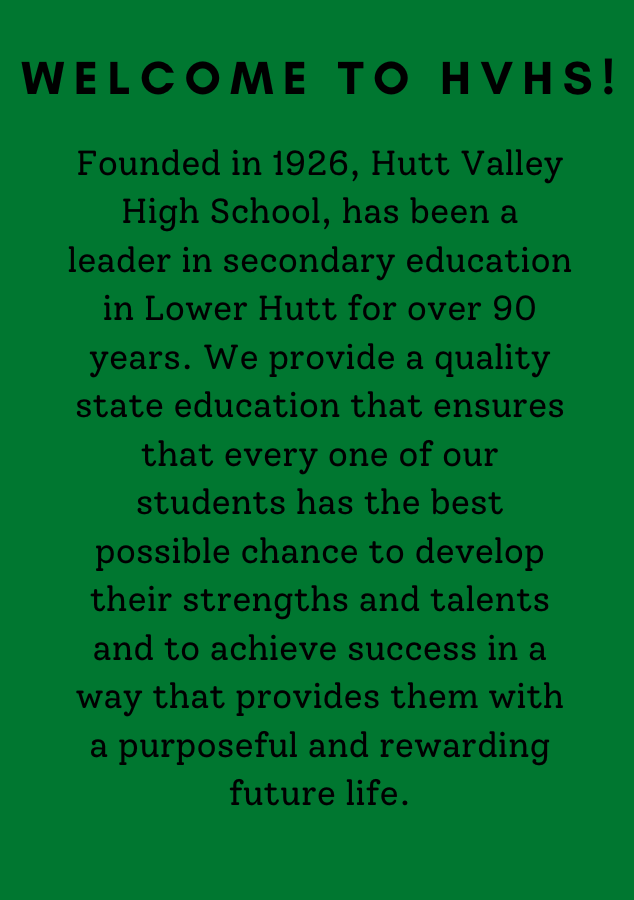 WELCOME TO HVHS!
Founded in 1926, Hutt Valley
High School, has been a
leader in secondary education
in Lower Hutt for over 90
years. We provide a quality
state education that ensures
that every one of our
students has the best
possible chance to develop
their strengths and talents
and to achieve success in a
way that provides them with
a purposeful and rewarding
future life.